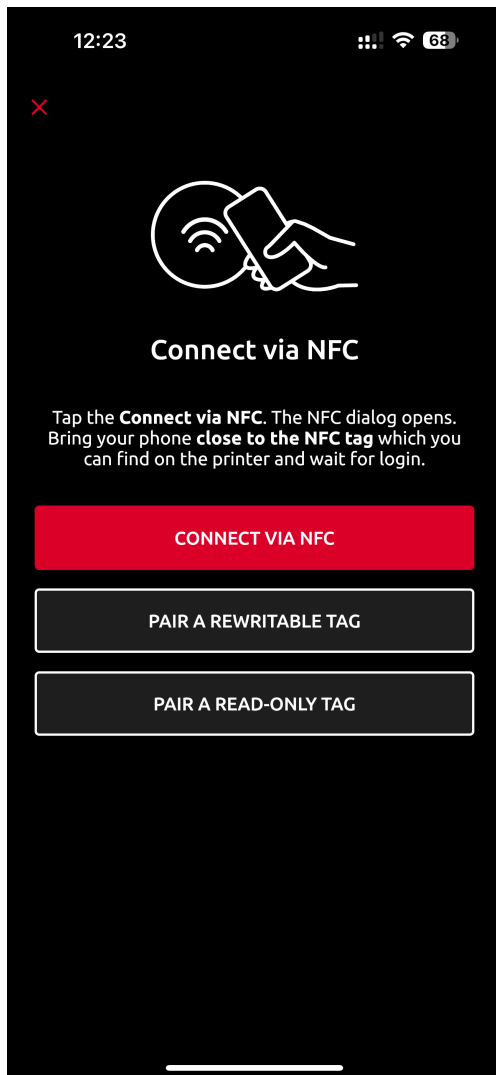 12:23
68
Connect via NFC
Tap the Connect via NFC. The NFC dialog opens.
Bring your phone close to the NFC tag which you
can find on the printer and wait for login.
CONNECT VIA NFC
PAIR A REWRITABLE TAG
PAIR A READ-ONLY TAG